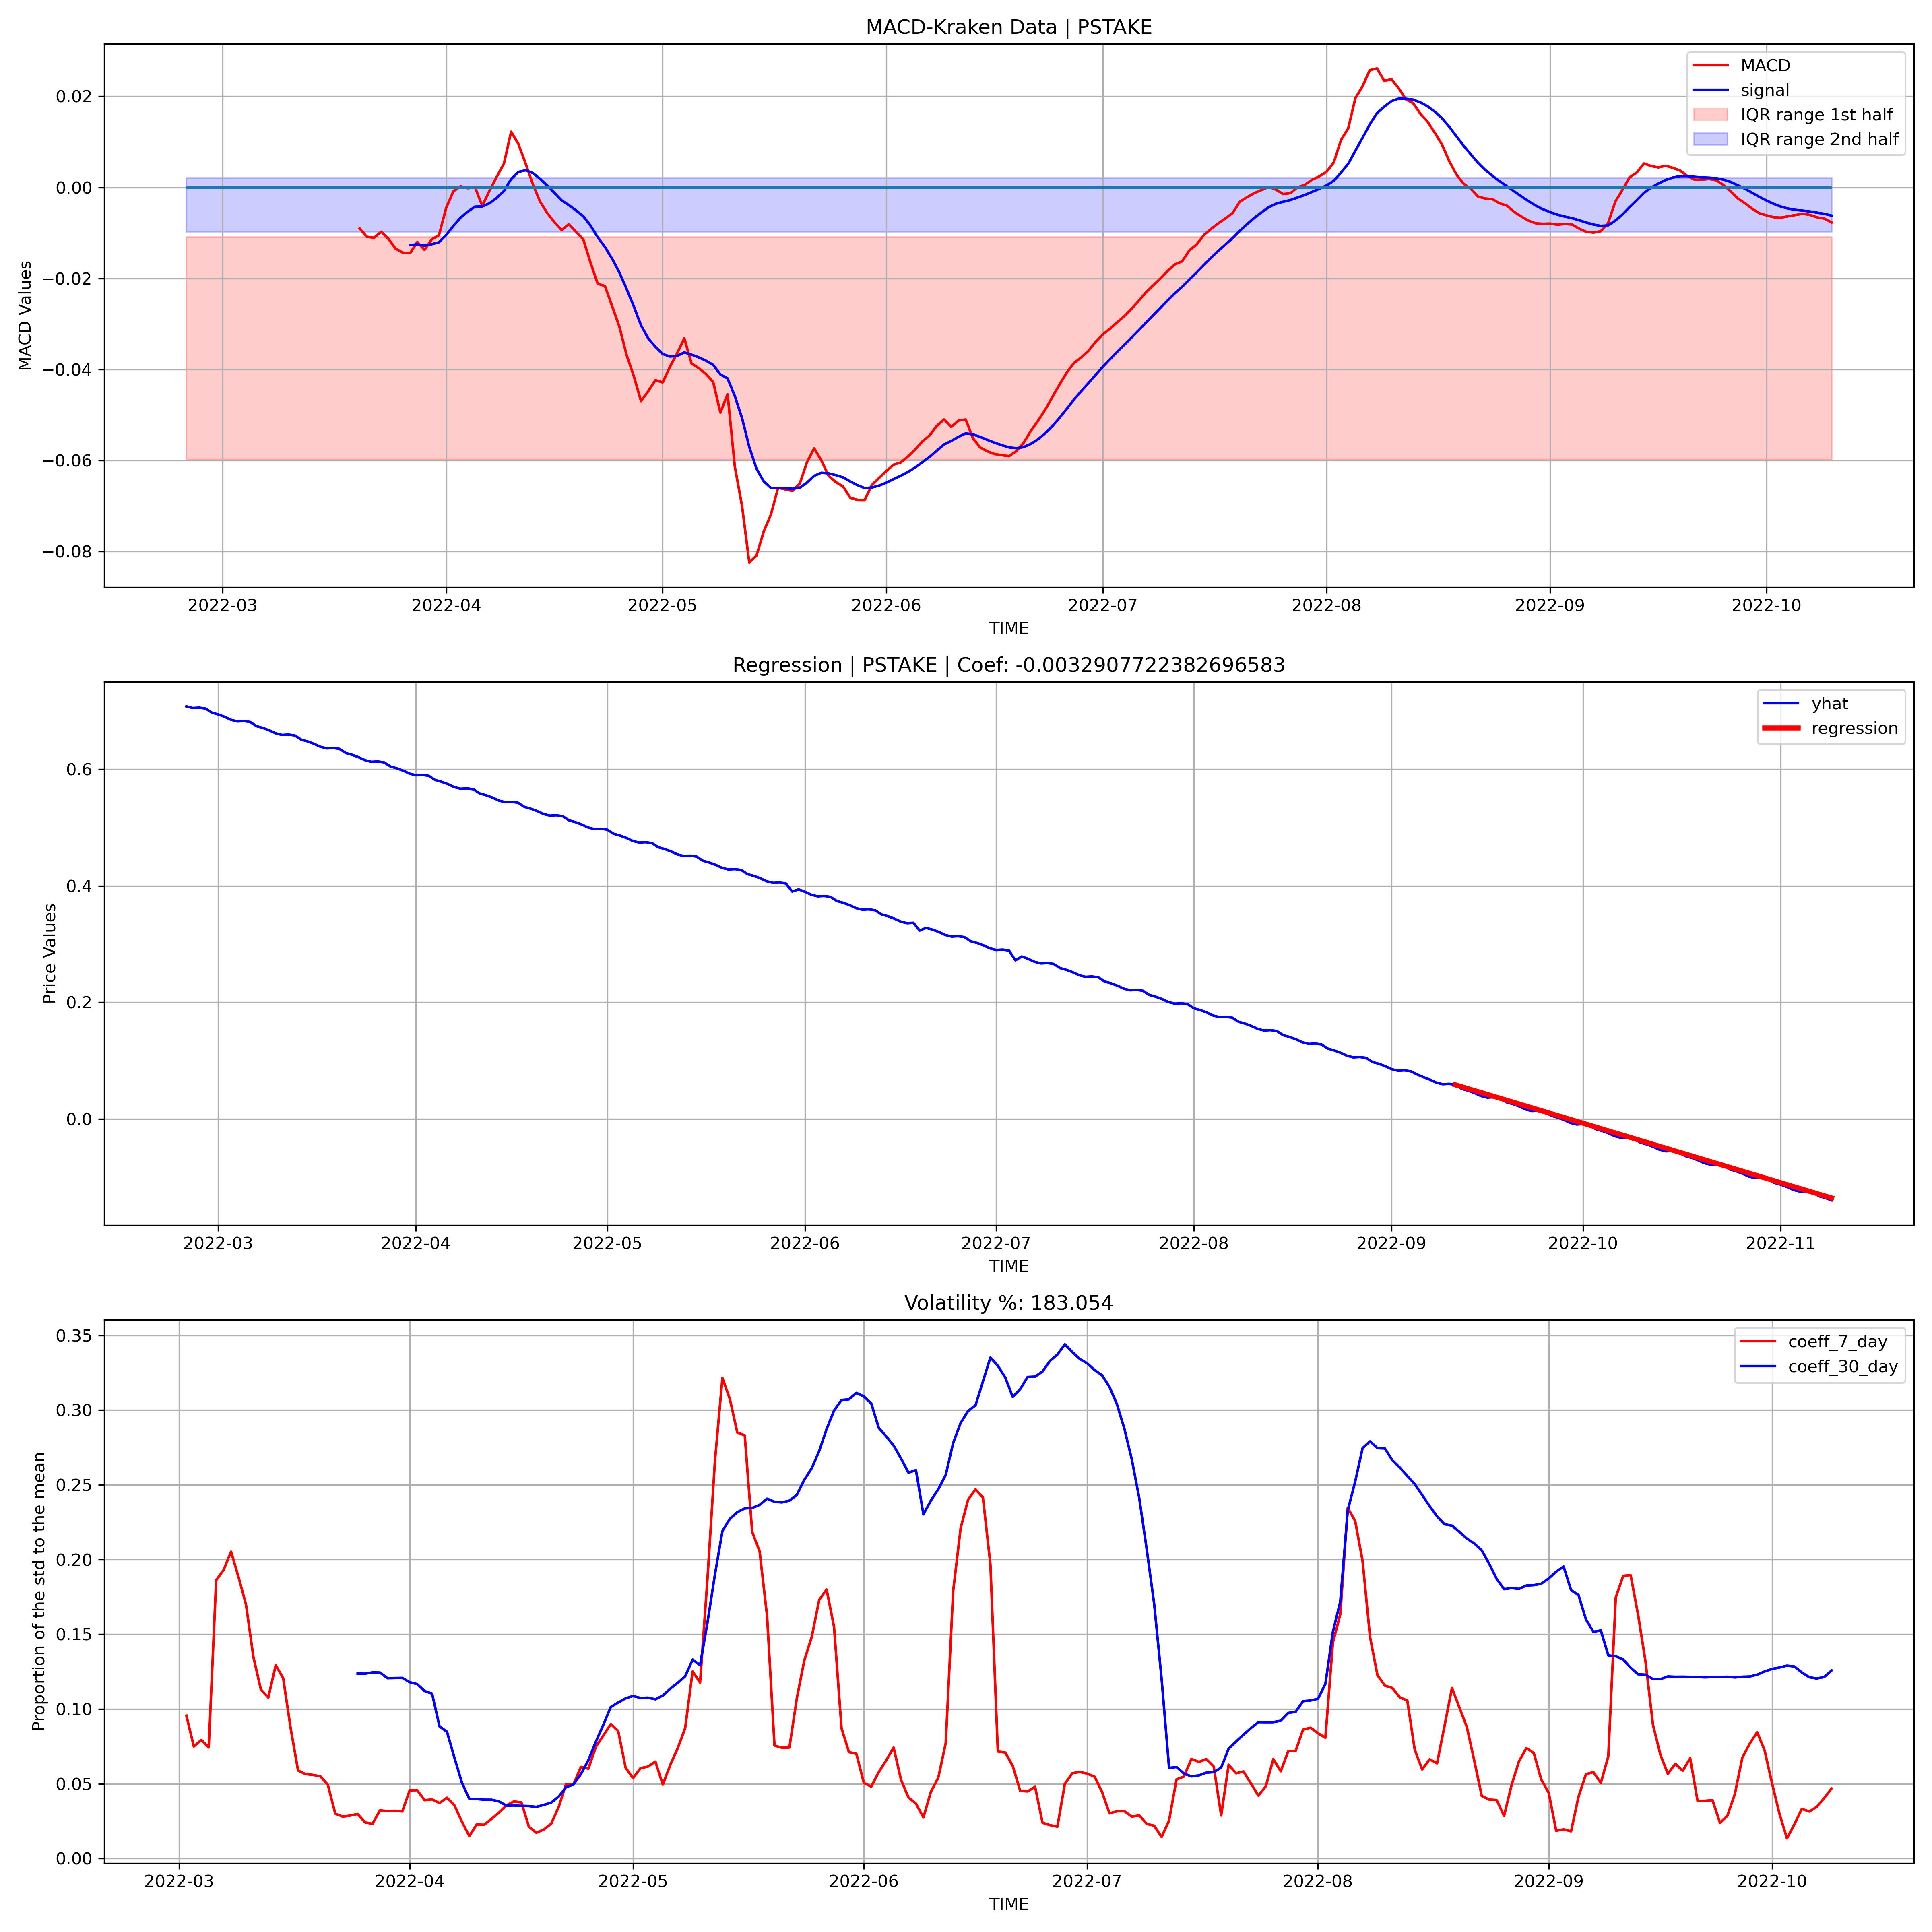 MACD-Kraken Data | PSTAKE
MACD
signal
IQR range 1st half
IQR range 2nd half
MACD Values
0.02
0.00
−0.02
−0.04
−0.06
−0.08
2022-03 2022-04 2022-05 2022-06 2022-07 2022-08 2022-09 2022-10
TIME
Regression | PSTAKE | Coef: -0.0032907722382696583
yhat
regression
Price Values
0.6
0.4
0.2
0.0
2022-03 2022-04 2022-05 2022-06 2022-07 2022-08 2022-09 2022-10 2022-11
TIME
Volatility %: 183.054
coeff_7_day
coeff_30_day
Proportion of the std to the mean
0.35
0.30
0.25
0.20
0.15
0.10
0.05
0.00
2022-03 2022-04 2022-05 2022-06 2022-07 2022-08 2022-09 2022-10
TIME